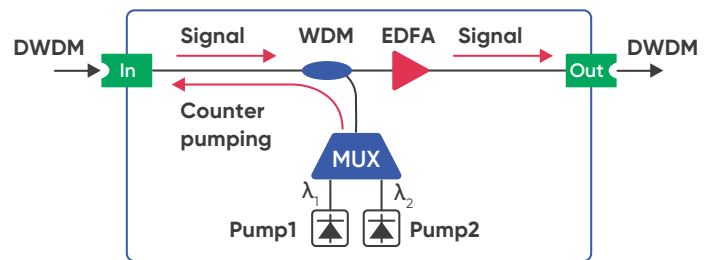 DWDM
Signal
WDM
EDFA
Signal
DWDM
In
Out
Counter
pumping
MUX
λ1
λ2
Pump1
Pump2